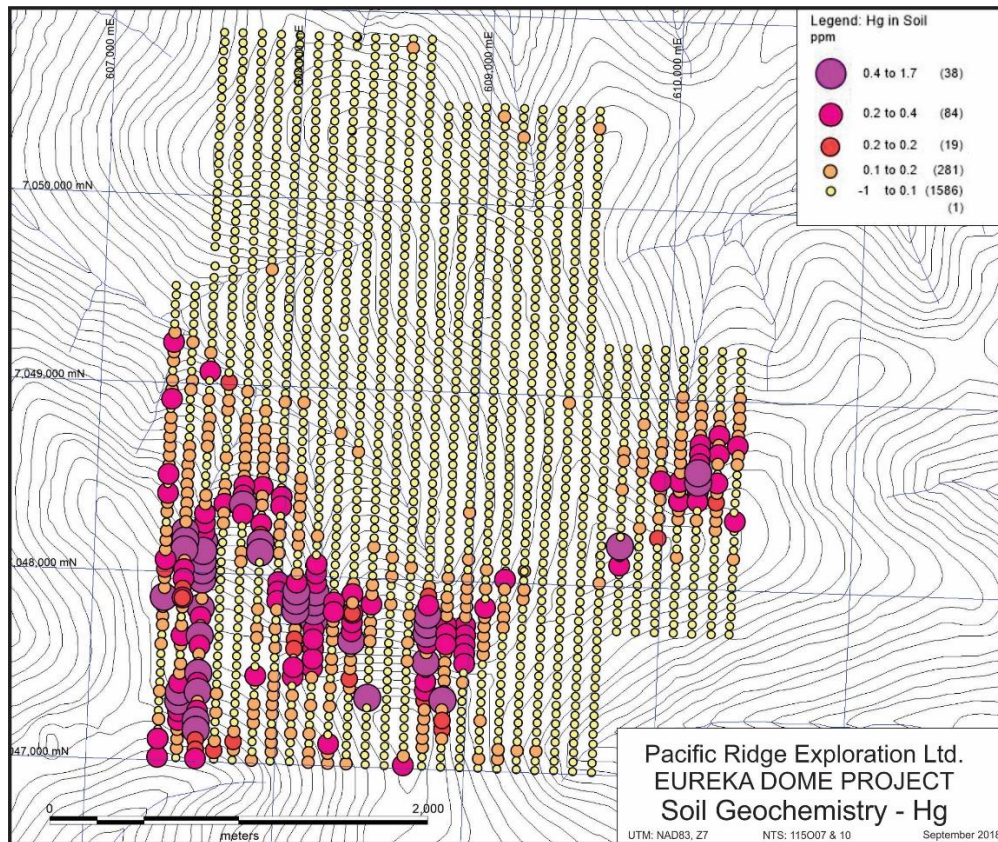 Legend: Hg in Soil
ppm
0.4 to 1.7 (38)
0.2 to 0.4 (84)
0.2 to 0.2 (19)
0.1 to 0.2 (281)
-1 to 0.1 (1586)
(1)
607,000 mE
609,000 mE
610,000 mE
7,050,000 mN
7,049,000 mN
,048,000 mN
047,000 mN
0
2,000
meters
Pacific Ridge Exploration Ltd.
EUREKA DOME PROJECT
Soil Geochemistry - Hg
UTM: NAD83, Z7 NTS: 115O07 & 10 September 2018